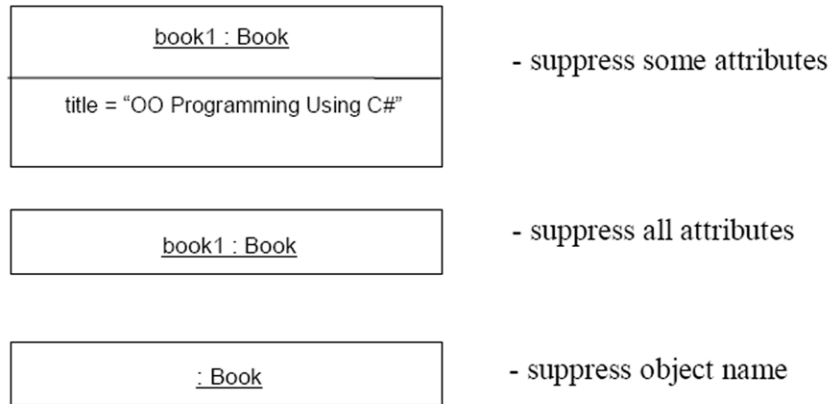 book1 : Book
- suppress some attributes
title = “OO Programming Using C#”
book1 : Book
- suppress all attributes
: Book
- suppress object name